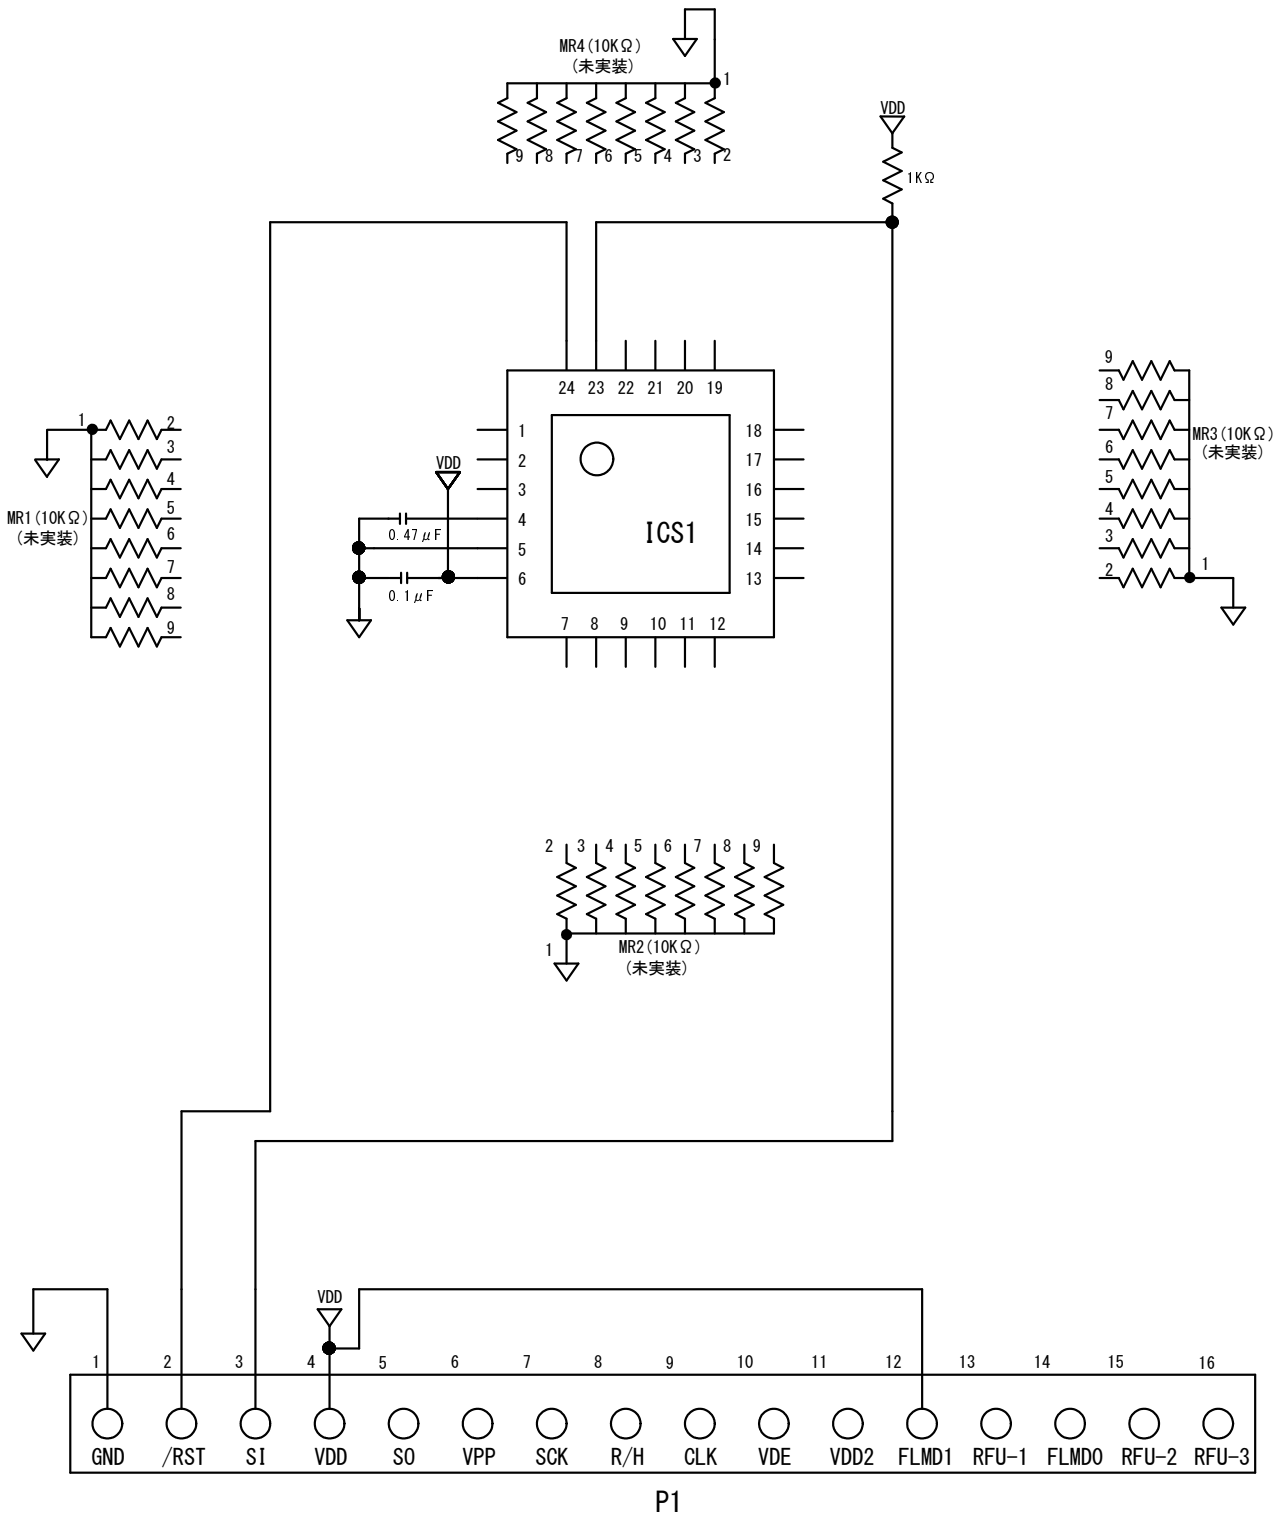 MR4(10KΩ)
(未実装)
1
9 8 7 6 5 4 3 2
VDD
1KΩ
24 23 22 21 20 19
1 2 3 4 5 6
18 17 16 15 14 13
7 8 9 10 11 12
ICS1
VDD
0.47μF
0.1μF
1
2
3
4
5
6
7
8
9
MR1(10KΩ)
(未実装)
9
8
7
6
5
4
3
2
1
MR3(10KΩ)
(未実装)
2 3 4 5 6 7 8 9
1
MR2(10KΩ)
(未実装)
VDD
1 2 3 4 5 6 7 8 9 10 11 12 13 14 15 16
GND /RST SI VDD SO VPP SCK R/H CLK VDE VDD2 FLMD1 RFU-1 FLMD0 RFU-2 RFU-3
P1